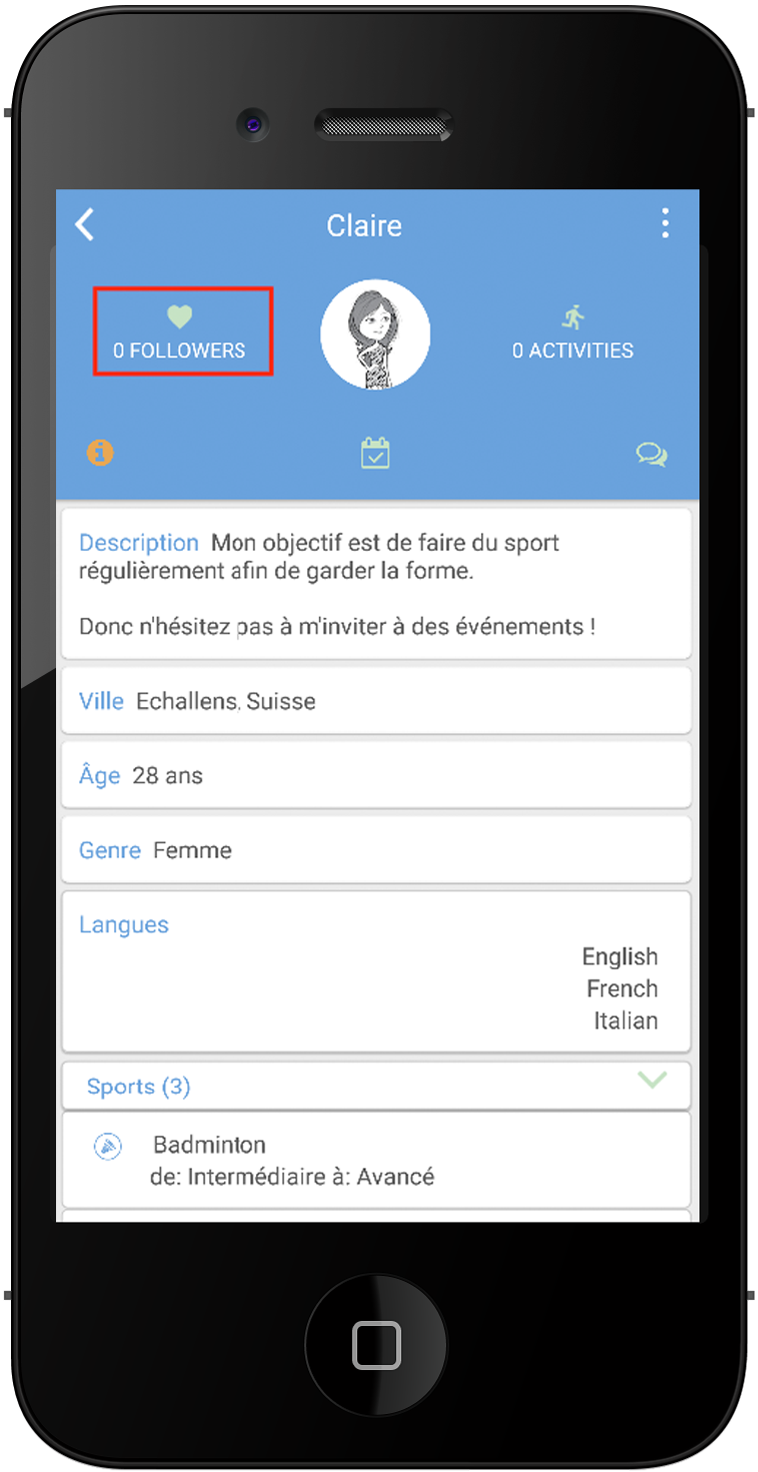 Claire
0 FOLLOWERS
0 ACTIVITIES
Description Mon objectif est de faire du sport
régulièrement afin de garder la forme.
Donc n'hésitez pas à m'inviter à des événements !
Ville Echallens, Suisse
Âge 28 ans
Genre Femme
Langues
English
French
Italian
Sports (3)
Badminton
de: Intermédiaire à: Avancé